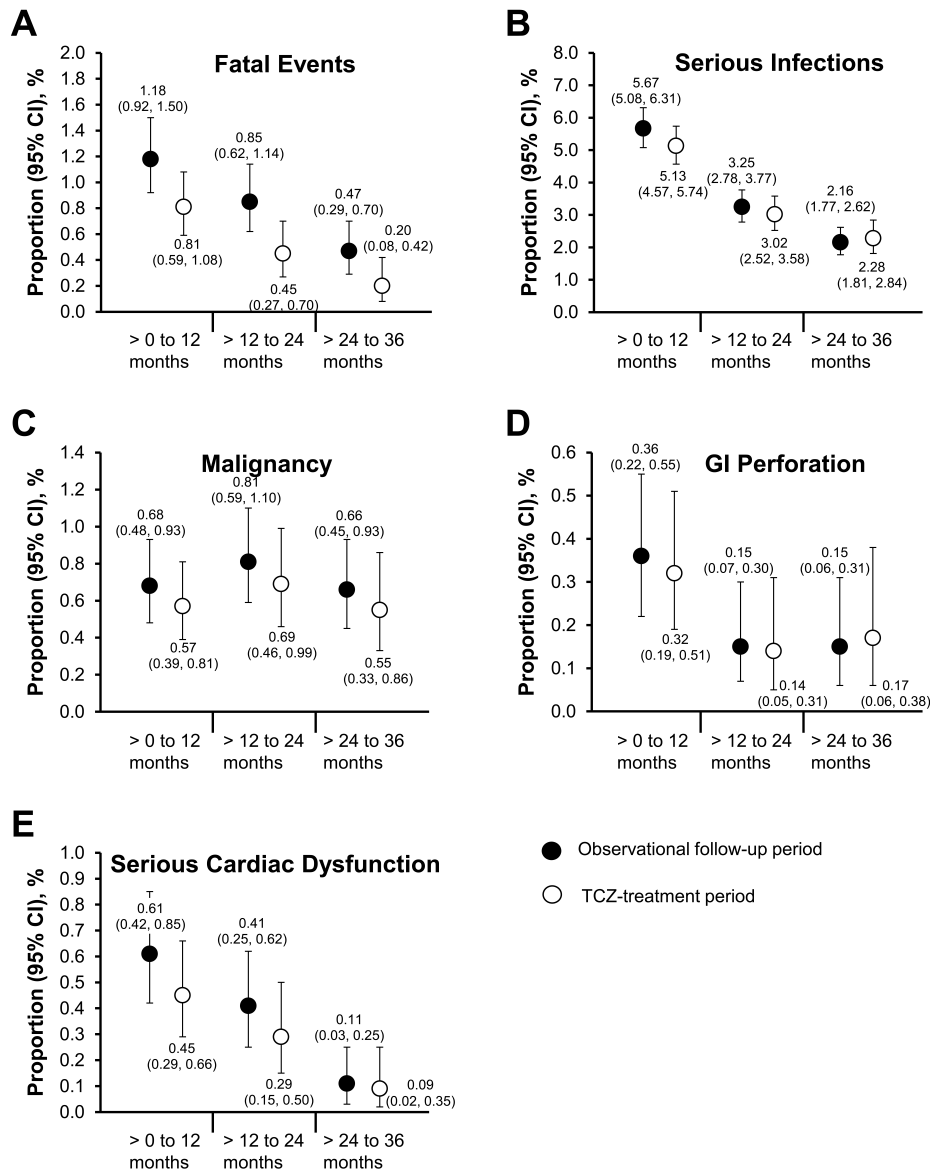 A
Fatal Events
Proportion (95% CI), %
2.0
1.8
1.6
1.4
1.2
1.0
0.8
0.6
0.4
0.2
0.0
1.18
(0.92, 1.50)
0.81
(0.59, 1.08)
0.85
(0.62, 1.14)
0.45
(0.27, 0.70)
0.47
(0.29, 0.70)
0.20
(0.08, 0.42)
> 0 to 12
months
> 12 to 24
months
> 24 to 36
months
B
Serious Infections
Proportion (95% CI), %
8.0
7.0
6.0
5.0
4.0
3.0
2.0
1.0
0.0
5.67
(5.08, 6.31)
5.13
(4.57, 5.74)
3.25
(2.78, 3.77)
3.02
(2.52, 3.58)
2.16
(1.77, 2.62)
2.28
(1.81, 2.84)
> 0 to 12
months
> 12 to 24
months
> 24 to 36
months
C
Malignancy
Proportion (95% CI), %
1.4
1.2
1.0
0.8
0.6
0.4
0.2
0.0
0.68
(0.48, 0.93)
0.57
(0.39, 0.81)
0.81
(0.59, 1.10)
0.69
(0.46, 0.99)
0.66
(0.45, 0.93)
0.55
(0.33, 0.86)
> 0 to 12
months
> 12 to 24
months
> 24 to 36
months
D
GI Perforation
Proportion (95% CI), %
0.6
0.5
0.4
0.3
0.2
0.1
0.0
0.36
(0.22, 0.55)
0.32
(0.19, 0.51)
0.15
(0.07, 0.30)
0.14
(0.05, 0.31)
0.15
(0.06, 0.31)
0.17
(0.06, 0.38)
> 0 to 12
months
> 12 to 24
months
> 24 to 36
months
E
Serious Cardiac Dysfunction
Proportion (95% CI), %
1.0
0.9
0.8
0.7
0.6
0.5
0.4
0.3
0.2
0.1
0.0
0.61
(0.42, 0.85)
0.45
(0.29, 0.66)
0.41
(0.25, 0.62)
0.29
(0.15, 0.50)
0.11
(0.03, 0.25)
0.09
(0.02, 0.35)
> 0 to 12
months
> 12 to 24
months
> 24 to 36
months
Observational follow-up period
TCZ-treatment period